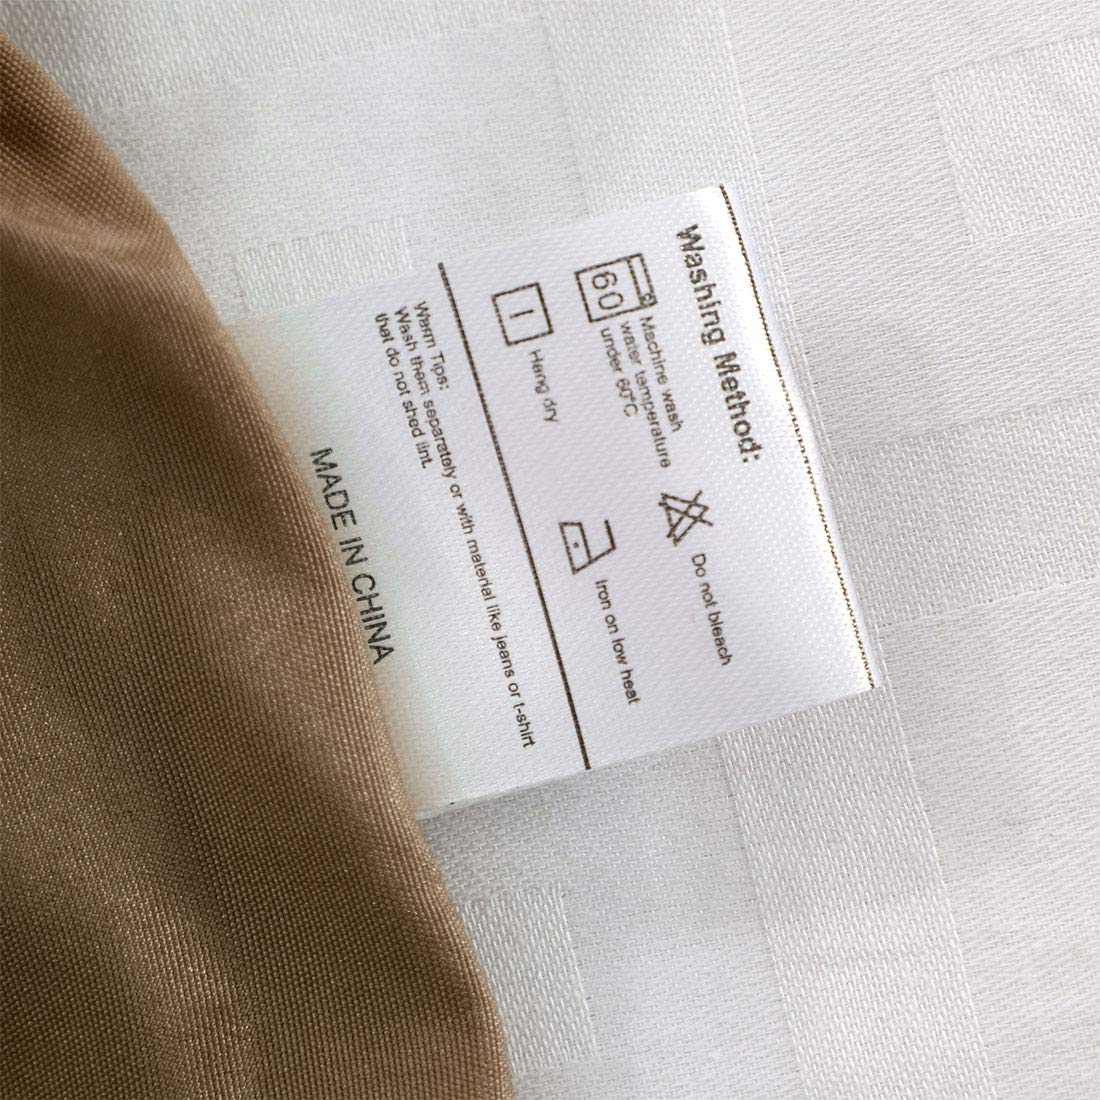 Washing Method:
60
Machine wash
water temperature
under 60°C
Do not bleach
Hang dry
Iron on low heat
Warm Tips:
Wash them separately or with material like jeans or t-shirt
that do not shed lint.
MADE IN CHINA